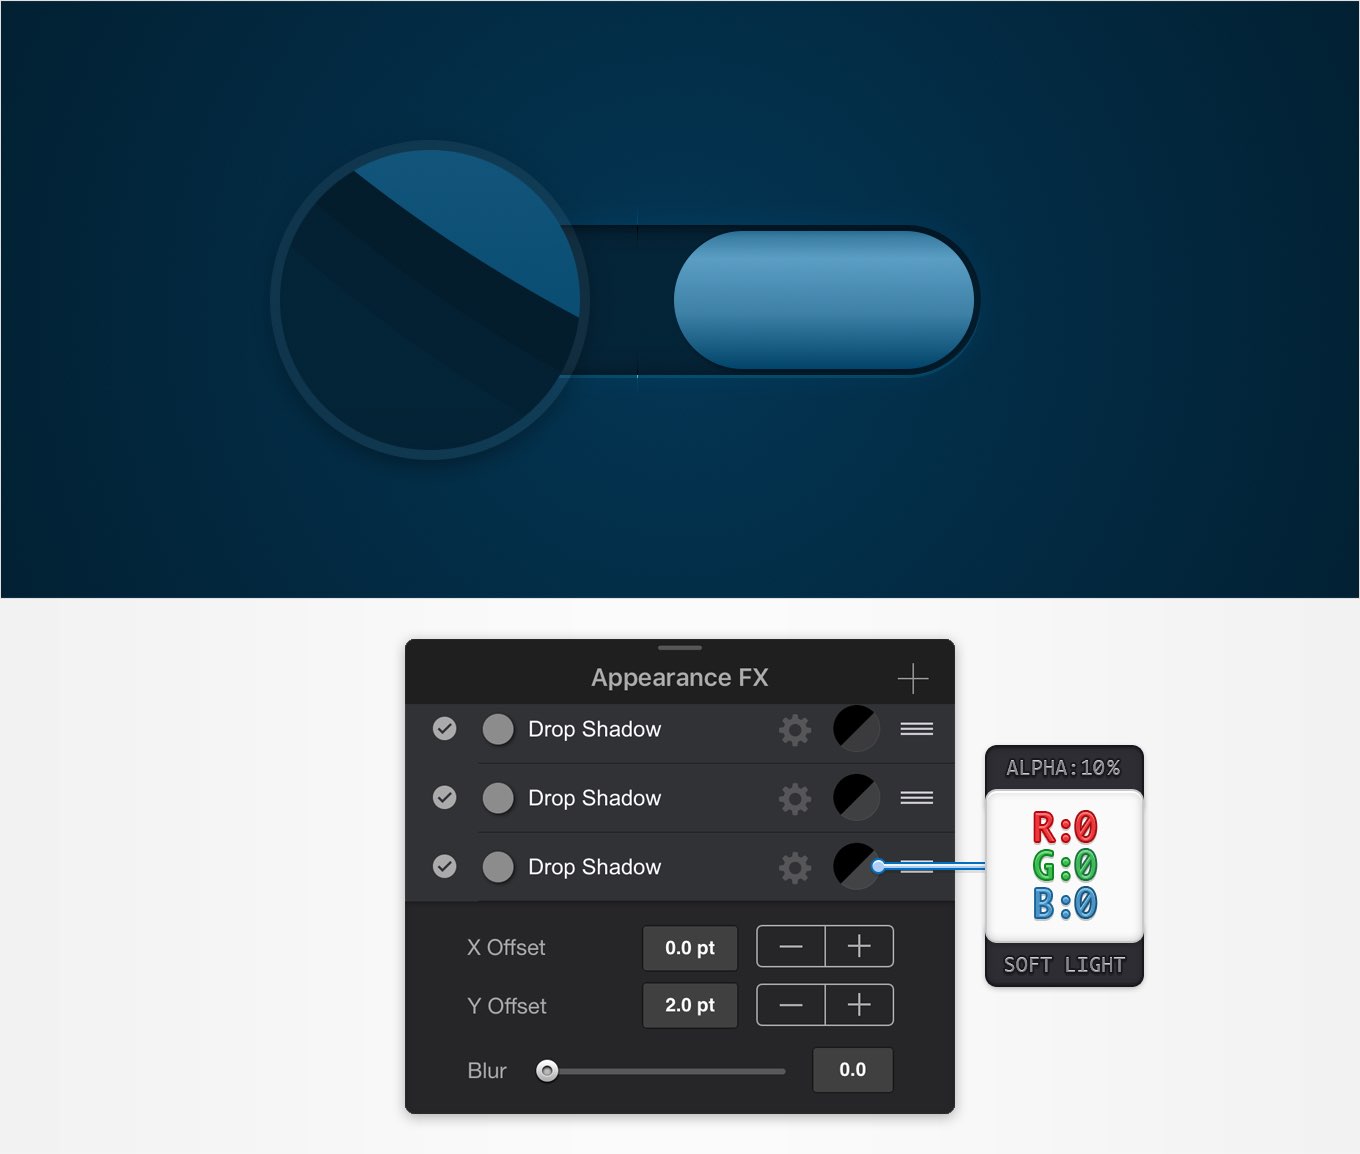 Appearance FX
Drop Shadow
Drop Shadow
Drop Shadow
ALPHA:10%
R:0
G:0
B:0
SOFT LIGHT
X Offset 0.0 pt
Y Offset 2.0 pt
Blur 0.0